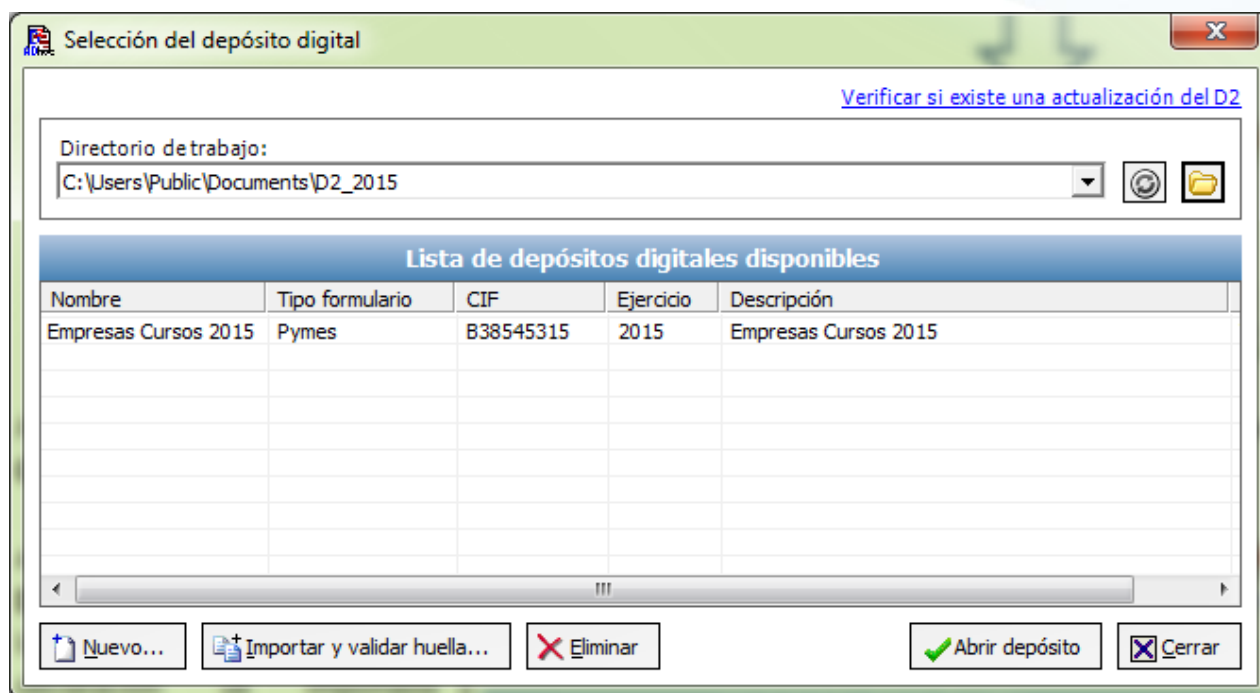 Selección del depósito digital
Verificar si existe una actualización del D2
Directorio de trabajo:
C:\Users\Public\Documents\D2_2015
Lista de depósitos digitales disponibles
Nombre Tipo formulario CIF Ejercicio Descripción
Empresas Cursos 2015 Pymes B38545315 2015 Empresas Cursos 2015
Nuevo... Importar y validar huella... Eliminar Abrir depósito Cerrar